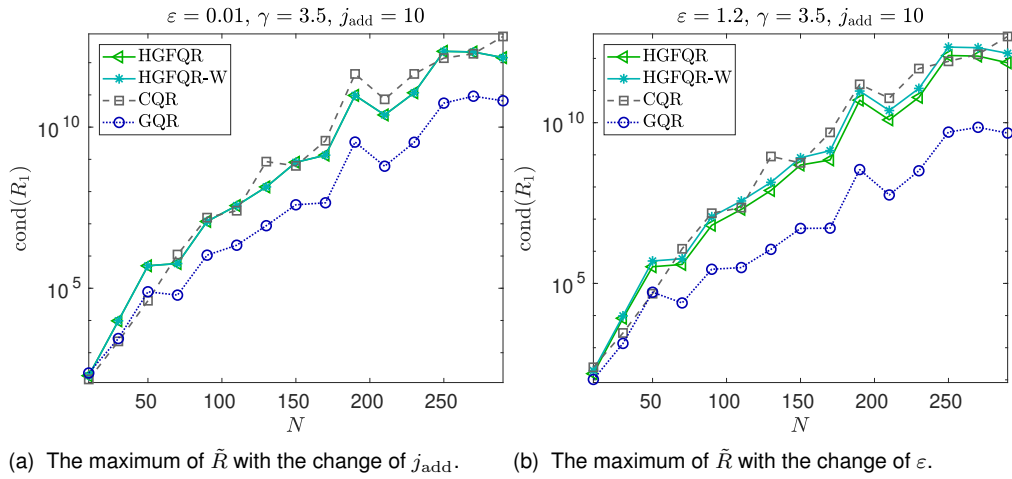 ε = 0.01, γ = 3.5, j_add = 10
HGFQR
HGFQR-W
CQR
GQR
10^10
10^5
cond(R_1)
50
100
150
200
250
N
(a) The maximum of R̃ with the change of j_add.
ε = 1.2, γ = 3.5, j_add = 10
HGFQR
HGFQR-W
CQR
GQR
10^10
10^5
cond(R_1)
50
100
150
200
250
N
(b) The maximum of R̃ with the change of ε.